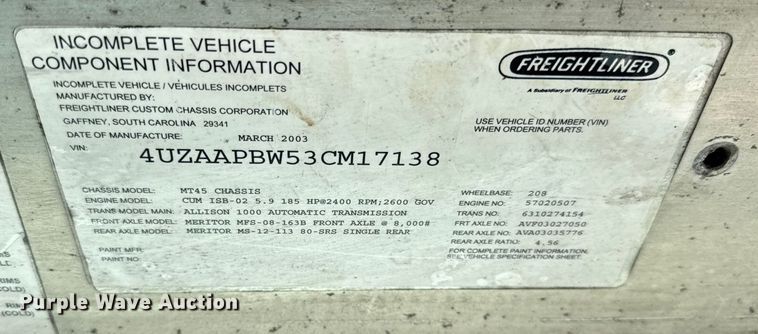 INCOMPLETE VEHICLE
COMPONENT INFORMATION
INCOMPLETE VEHICLE / VÉHICULES INCOMPLETS
MANUFACTURED BY:
FREIGHTLINER CUSTOM CHASSIS CORPORATION
GAFFNEY, SOUTH CAROLINA 29341
DATE OF MANUFACTURE: MARCH 2003
VIN: 4UZAAPBW53CM17138
FREIGHTLINER ®
A Subsidiary of FREIGHTLINER
LLC
USE VEHICLE ID NUMBER (VIN)
WHEN ORDERING PARTS.
CHASSIS MODEL: MT45 CHASSIS
ENGINE MODEL: CUM ISB-02 5.9 185 HP@2400 RPM;2600 GOV
TRANS MODEL MAIN: ALLISON 1000 AUTOMATIC TRANSMISSION
FRONT AXLE MODEL: MERITOR MFS-08-163B FRONT AXLE @ 8,000#
REAR AXLE MODEL: MERITOR MS-12-113 80-SRS SINGLE REAR
PAINT MFR:
PAINT NO:
WHEELBASE: 208
ENGINE NO: 57020507
TRANS NO: 6310274154
FRT AXLE NO: AVF03027050
REAR AXLE NO: AVA03035776
REAR AXLE RATIO: 4.56
FOR COMPLETE PAINT INFORMATION,
SEE VEHICLE SPECIFICATION SHEET.
RIMS
(COLD)
RIMS
(COLD)
Purple Wave Auction